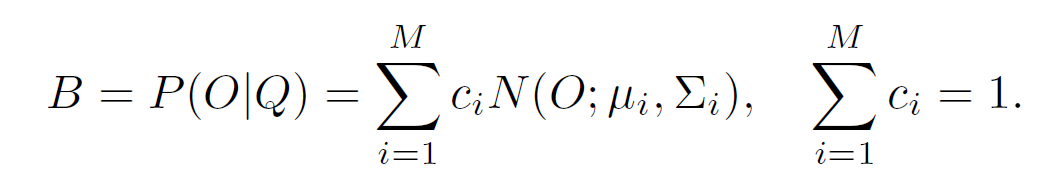 B = P(O|Q) = \sum_{i=1}^{M} c_i N(O; \mu_i, \Sigma_i), \quad \sum_{i=1}^{M} c_i = 1.